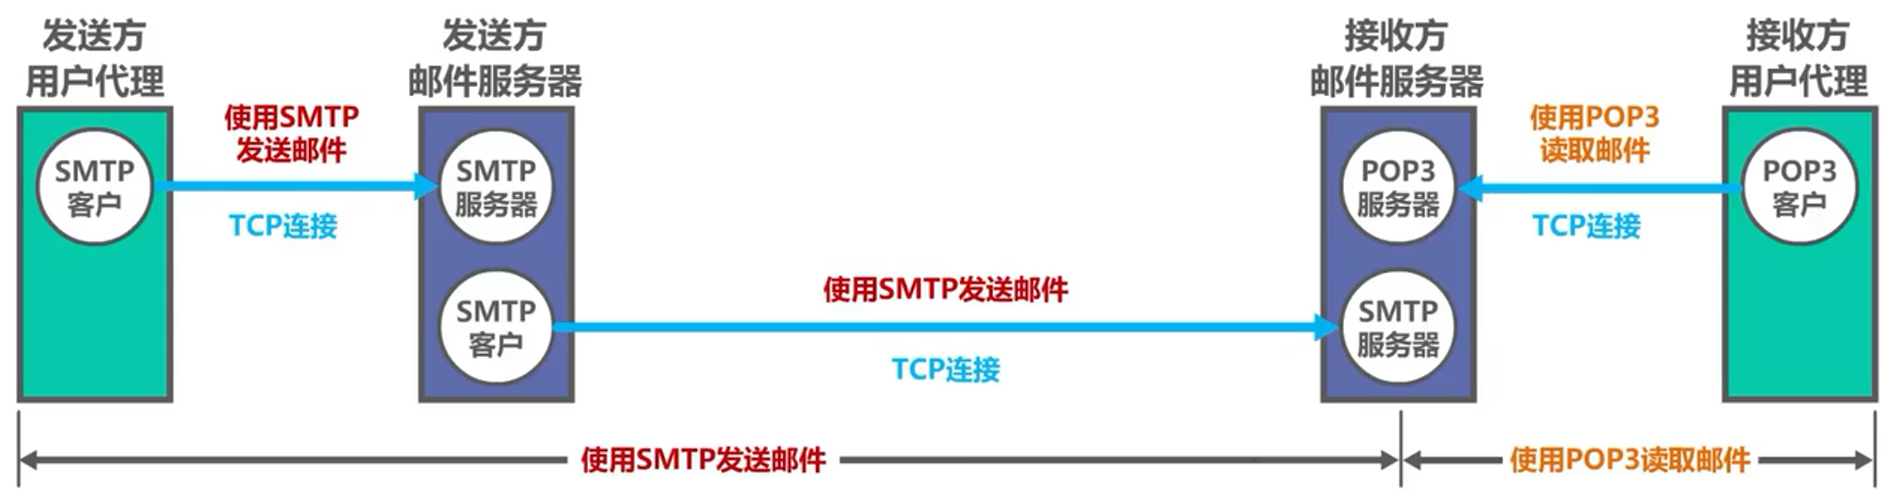 发送方
用户代理
发送方
邮件服务器
接收方
邮件服务器
接收方
用户代理
使用SMTP
发送邮件
使用POP3
读取邮件
SMTP
客户
SMTP
服务器
POP3
服务器
POP3
客户
TCP连接
TCP连接
使用SMTP发送邮件
SMTP
客户
SMTP
服务器
TCP连接
使用SMTP发送邮件
使用POP3读取邮件